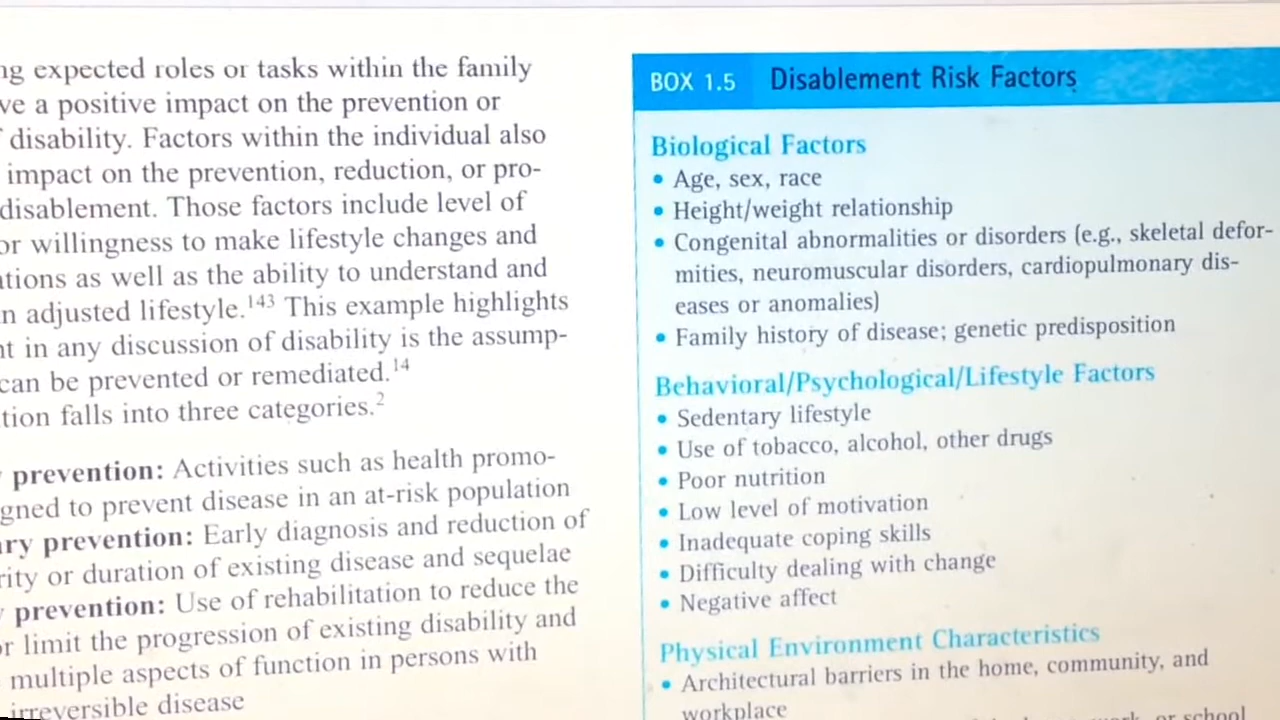 ng expected roles or tasks within the family
ve a positive impact on the prevention or
disability. Factors within the individual also
impact on the prevention, reduction, or pro-
disablement. Those factors include level of
or willingness to make lifestyle changes and
ations as well as the ability to understand and
n adjusted lifestyle.143 This example highlights
nt in any discussion of disability is the assump-
can be prevented or remediated.14
tion falls into three categories.2
prevention: Activities such as health promo-
gned to prevent disease in an at-risk population
ary prevention: Early diagnosis and reduction of
rity or duration of existing disease and sequelae
prevention: Use of rehabilitation to reduce the
or limit the progression of existing disability and
multiple aspects of function in persons with
irreversible disease
BOX 1.5 Disablement Risk Factors
Biological Factors
• Age, sex, race
• Height/weight relationship
• Congenital abnormalities or disorders (e.g., skeletal defor-
mities, neuromuscular disorders, cardiopulmonary dis-
eases or anomalies)
• Family history of disease; genetic predisposition
Behavioral/Psychological/Lifestyle Factors
• Sedentary lifestyle
• Use of tobacco, alcohol, other drugs
• Poor nutrition
• Low level of motivation
• Inadequate coping skills
• Difficulty dealing with change
• Negative affect
Physical Environment Characteristics
• Architectural barriers in the home, community, and
workplace
or school